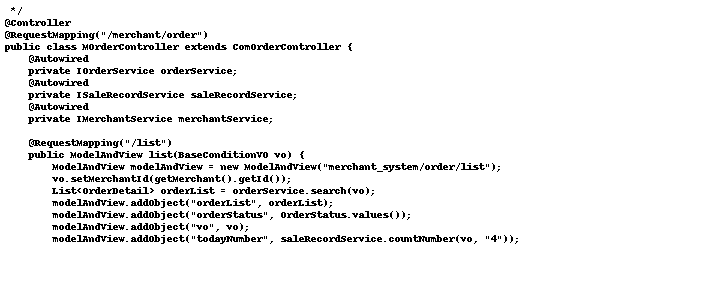 */
@Controller
@RequestMapping("/merchant/order")
public class MOrderController extends ComOrderController {
@Autowired
private IOrderService orderService;
@Autowired
private ISaleRecordService saleRecordService;
@Autowired
private IMerchantService merchantService;
@RequestMapping("/list")
public ModelAndView list(BaseConditionVO vo) {
ModelAndView modelAndView = new ModelAndView("merchant_system/order/list");
vo.setMerchantId(getMerchant().getId());
List<OrderDetail> orderList = orderService.search(vo);
modelAndView.addObject("orderList", orderList);
modelAndView.addObject("orderStatus", OrderStatus.values());
modelAndView.addObject("vo", vo);
modelAndView.addObject("todayNumber", saleRecordService.countNumber(vo, "4"));